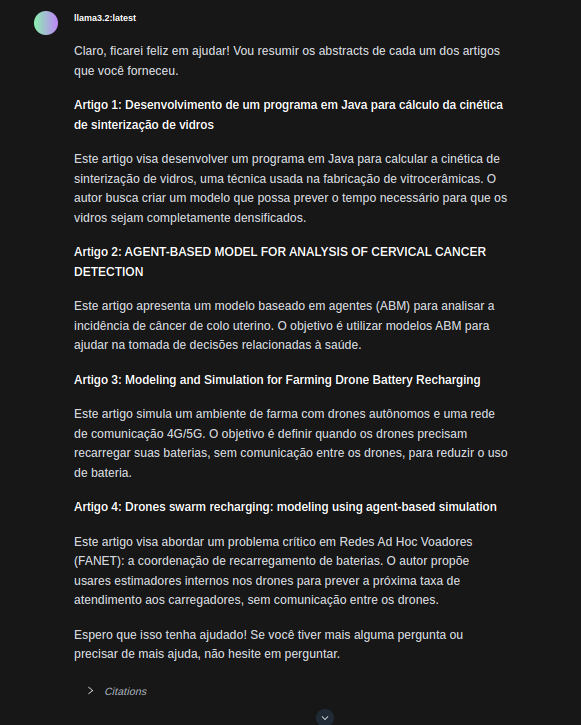 llama3.2:latest
Claro, ficarei feliz em ajudar! Vou resumir os abstracts de cada um dos artigos
que você forneceu.
Artigo 1: Desenvolvimento de um programa em Java para cálculo da cinética
de sinterização de vidros
Este artigo visa desenvolver um programa em Java para calcular a cinética de
sinterização de vidros, uma técnica usada na fabricação de vitrocerâmicas. O
autor busca criar um modelo que possa prever o tempo necessário para que os
vidros sejam completamente densificados.
Artigo 2: AGENT-BASED MODEL FOR ANALYSIS OF CERVICAL CANCER
DETECTION
Este artigo apresenta um modelo baseado em agentes (ABM) para analisar a
incidência de câncer de colo uterino. O objetivo é utilizar modelos ABM para
ajudar na tomada de decisões relacionadas à saúde.
Artigo 3: Modeling and Simulation for Farming Drone Battery Recharging
Este artigo simula um ambiente de farma com drones autônomos e uma rede
de comunicação 4G/5G. O objetivo é definir quando os drones precisam
recarregar suas baterias, sem comunicação entre os drones, para reduzir o uso
de bateria.
Artigo 4: Drones swarm recharging: modeling using agent-based simulation
Este artigo visa abordar um problema crítico em Redes Ad Hoc Voadores
(FANET): a coordenação de recarregamento de baterias. O autor propõe
usares estimadores internos nos drones para prever a próxima taxa de
atendimento aos carregadores, sem comunicação entre os drones.
Espero que isso tenha ajudado! Se você tiver mais alguma pergunta ou
precisar de mais ajuda, não hesite em perguntar.
Citations